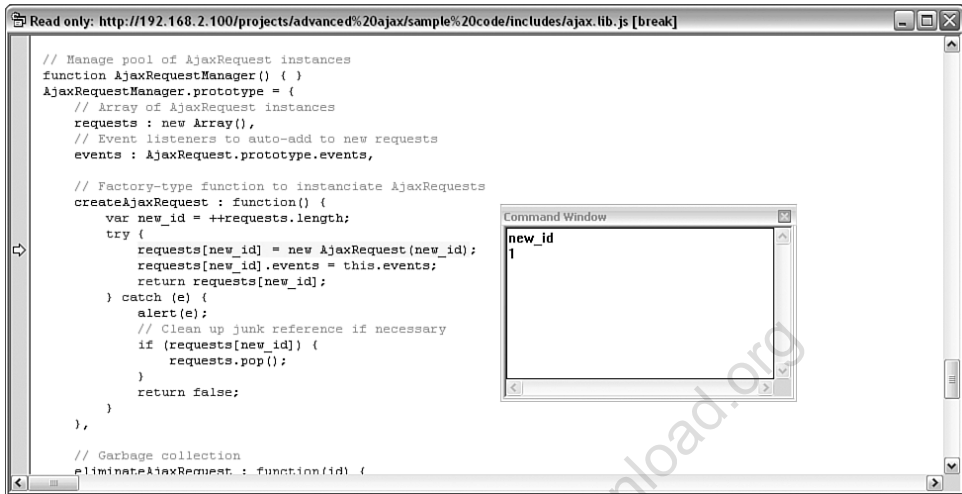 Read only: http://192.168.2.100/projects/advanced%20ajax/sample%20code/includes/ajax.lib.js [break]
// Manage pool of AjaxRequest instances
function AjaxRequestManager() { }
AjaxRequestManager.prototype = {
// Array of AjaxRequest instances
requests : new Array(),
// Event listeners to auto-add to new requests
events : AjaxRequest.prototype.events,
// Factory-type function to instanciate AjaxRequests
createAjaxRequest : function() {
var new_id = ++requests.length;
try {
requests[new_id] = new AjaxRequest(new_id);
requests[new_id].events = this.events;
return requests[new_id];
} catch (e) {
alert(e);
// Clean up junk reference if necessary
if (requests[new_id]) {
requests.pop();
}
return false;
}
},
// Garbage collection
eliminateAjaxRequest : function(id) {
Command Window
new_id
1
nload.org